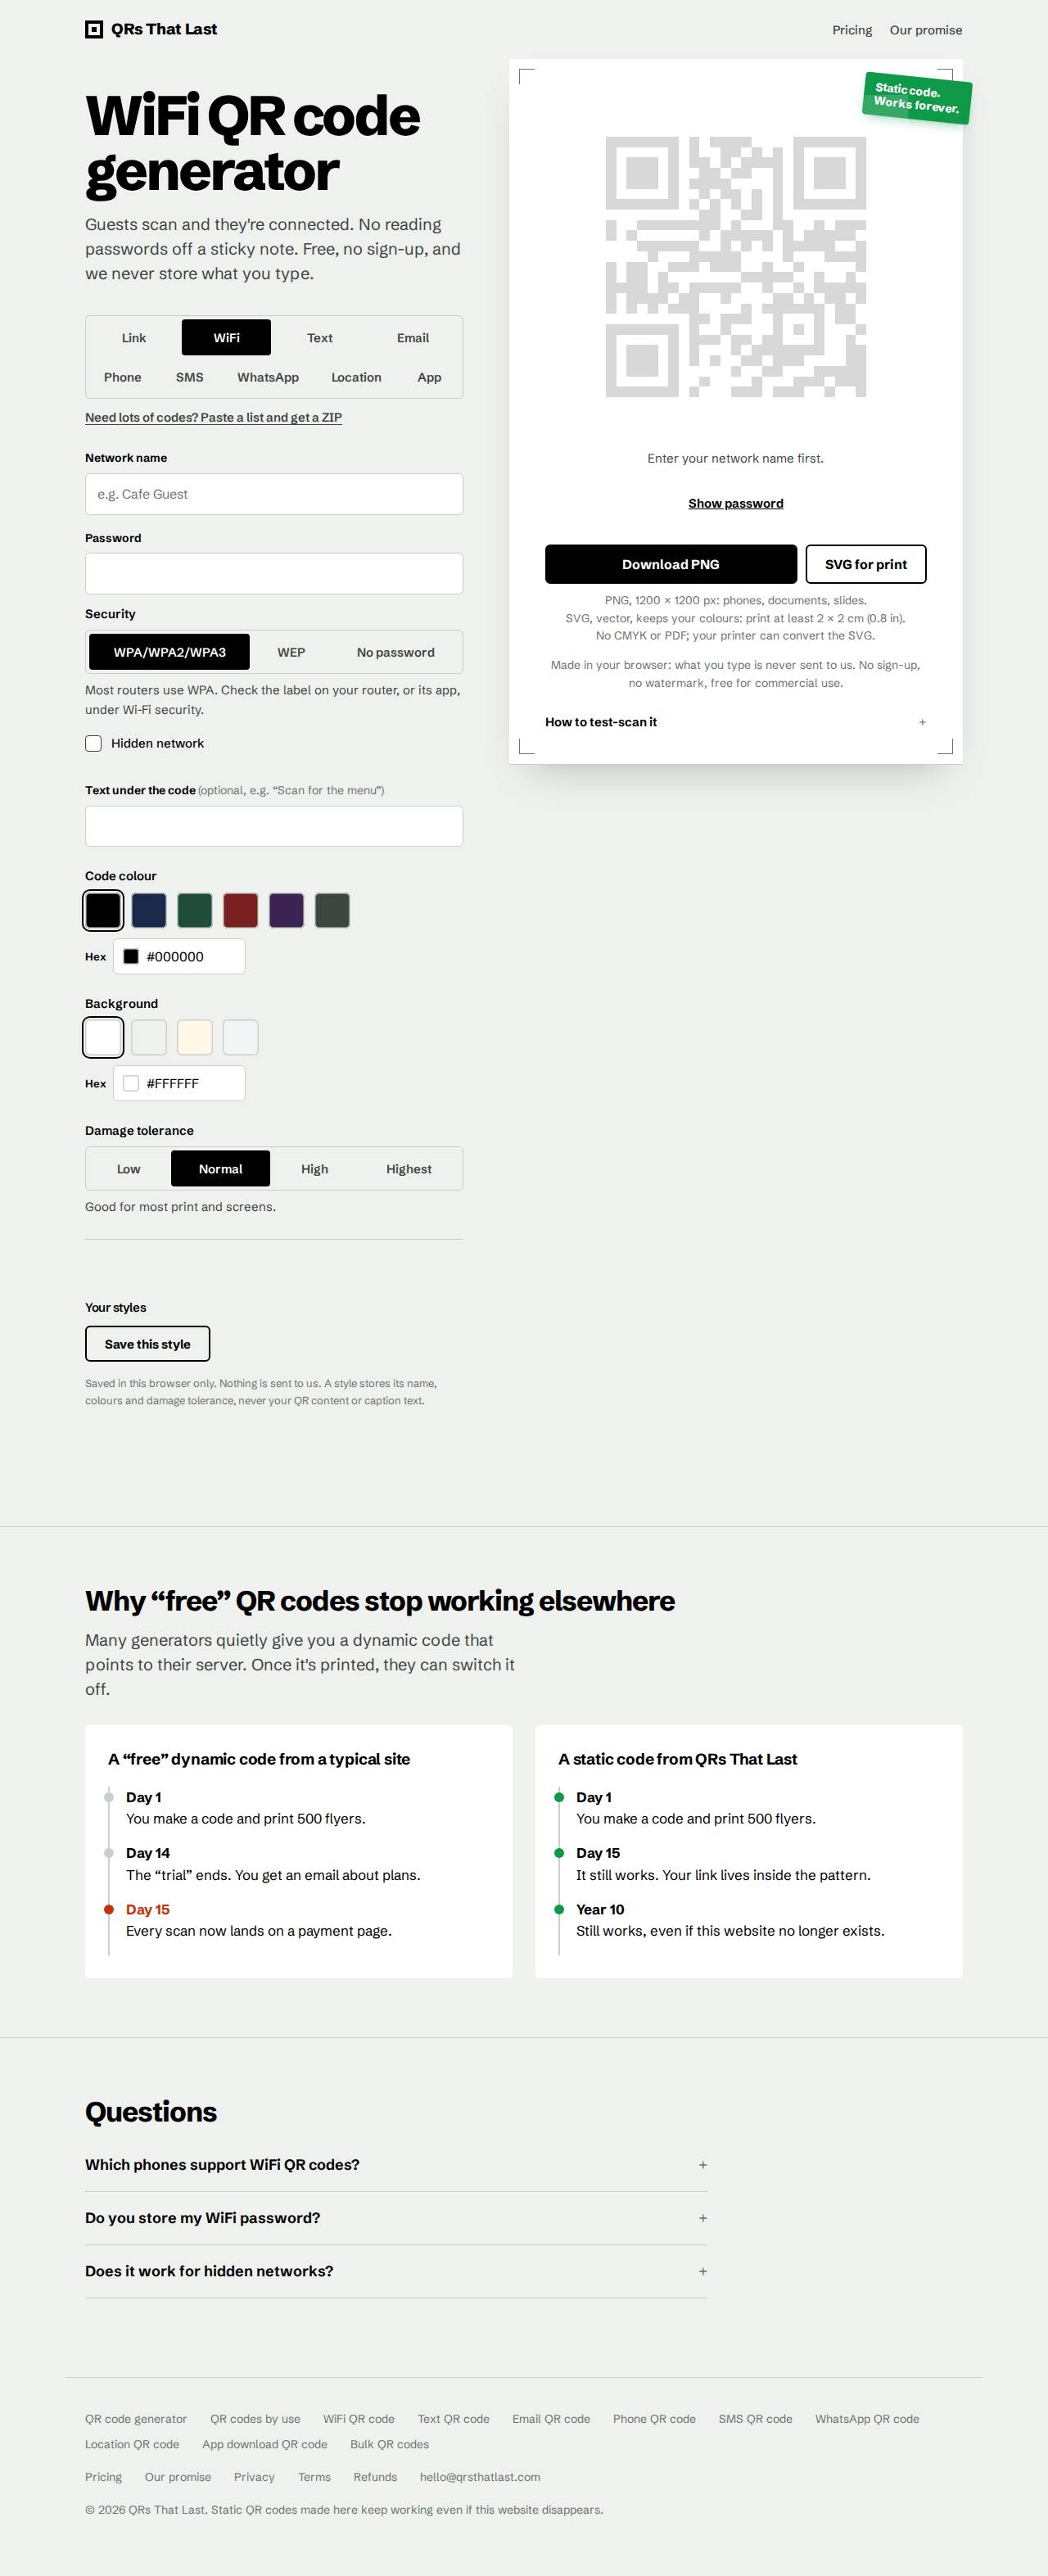 QRs That Last
Pricing
Our promise
WiFi QR code
generator
Guests scan and they're connected. No reading
passwords off a sticky note. Free, no sign-up, and
we never store what you type.
Link
WiFi
Text
Email
Phone
SMS
WhatsApp
Location
App
Need lots of codes? Paste a list and get a ZIP
Network name
e.g. Cafe Guest
Password
Security
WPA/WPA2/WPA3
WEP
No password
Most routers use WPA. Check the label on your router, or its app,
under Wi-Fi security.
Hidden network
Text under the code (optional, e.g. “Scan for the menu”)
Code colour
Hex
#000000
Background
Hex
#FFFFFF
Damage tolerance
Low
Normal
High
Highest
Good for most print and screens.
Your styles
Save this style
Saved in this browser only. Nothing is sent to us. A style stores its name,
colours and damage tolerance, never your QR content or caption text.
Static code.
Works forever.
Enter your network name first.
Show password
Download PNG
SVG for print
PNG, 1200 × 1200 px: phones, documents, slides.
SVG, vector, keeps your colours: print at least 2 × 2 cm (0.8 in).
No CMYK or PDF; your printer can convert the SVG.
Made in your browser: what you type is never sent to us. No sign-up,
no watermark, free for commercial use.
How to test-scan it
+
Why “free” QR codes stop working elsewhere
Many generators quietly give you a dynamic code that
points to their server. Once it's printed, they can switch it
off.
A “free” dynamic code from a typical site
Day 1
You make a code and print 500 flyers.
Day 14
The “trial” ends. You get an email about plans.
Day 15
Every scan now lands on a payment page.
A static code from QRs That Last
Day 1
You make a code and print 500 flyers.
Day 15
It still works. Your link lives inside the pattern.
Year 10
Still works, even if this website no longer exists.
Questions
Which phones support WiFi QR codes?
+
Do you store my WiFi password?
+
Does it work for hidden networks?
+
QR code generator
QR codes by use
WiFi QR code
Text QR code
Email QR code
Phone QR code
SMS QR code
WhatsApp QR code
Location QR code
App download QR code
Bulk QR codes
Pricing
Our promise
Privacy
Terms
Refunds
hello@qrsthatlast.com
© 2026 QRs That Last. Static QR codes made here keep working even if this website disappears.